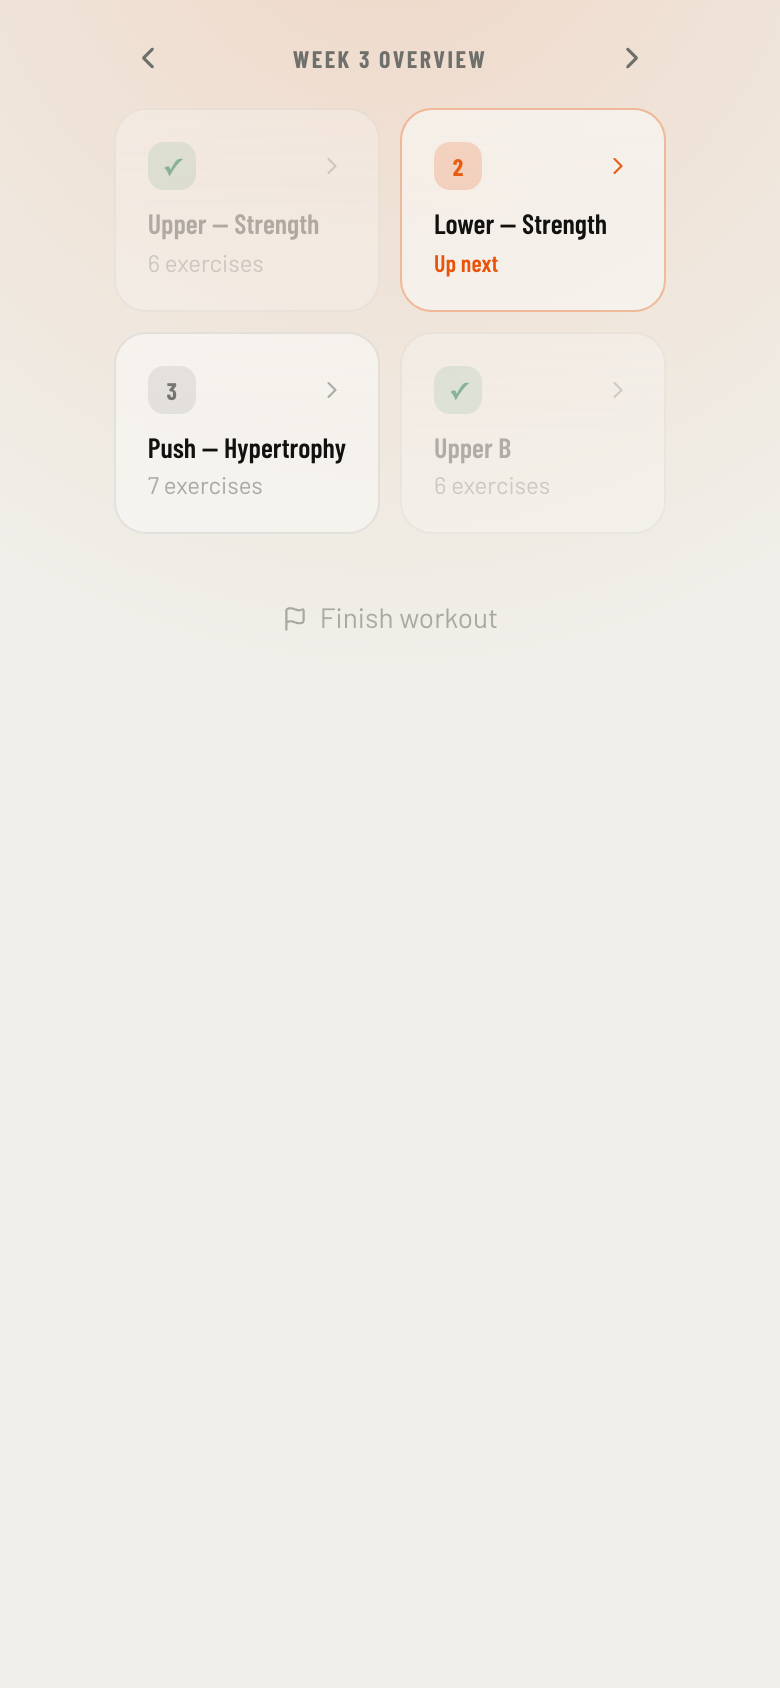 WEEK 3 OVERVIEW
✓
Upper – Strength
6 exercises
2
Lower – Strength
Up next
3
Push – Hypertrophy
7 exercises
✓
Upper B
6 exercises
Finish workout